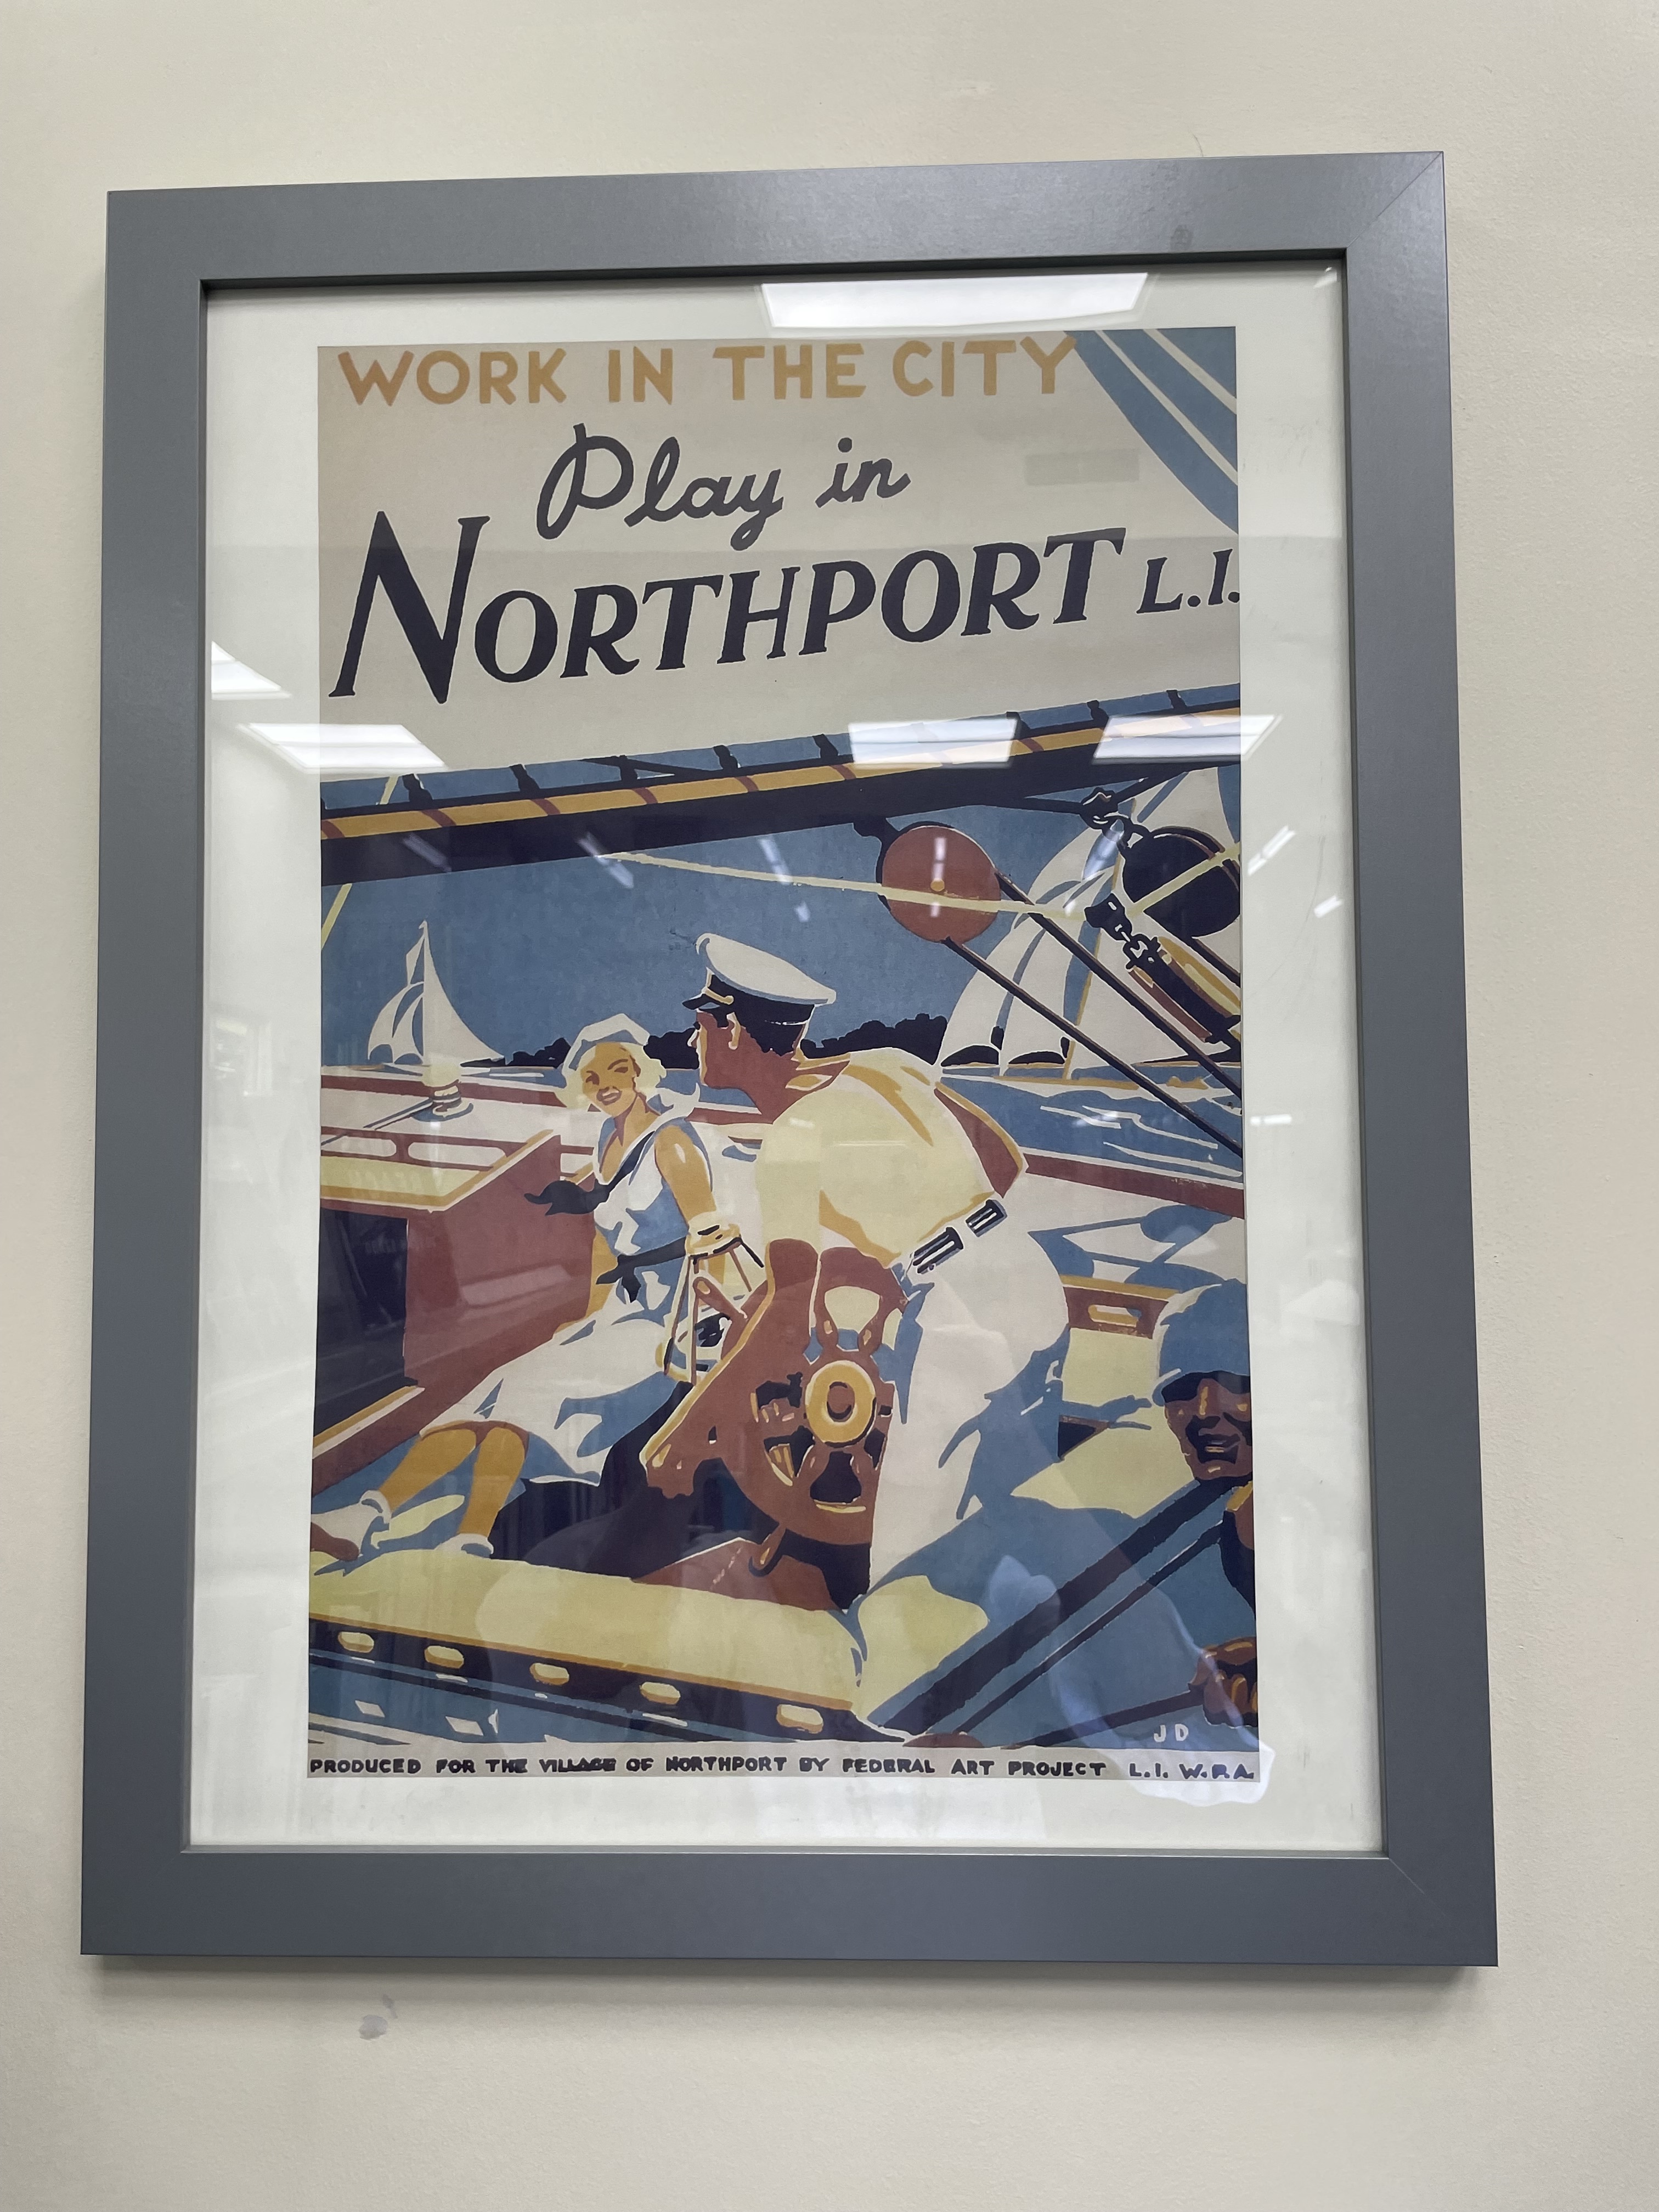 WORK IN THE CITY
Play in
NORTHPORT L.I.
JD
PRODUCED FOR THE VILLAGE OF NORTHPORT BY FEDERAL ART PROJECT L.I. W.P.A.